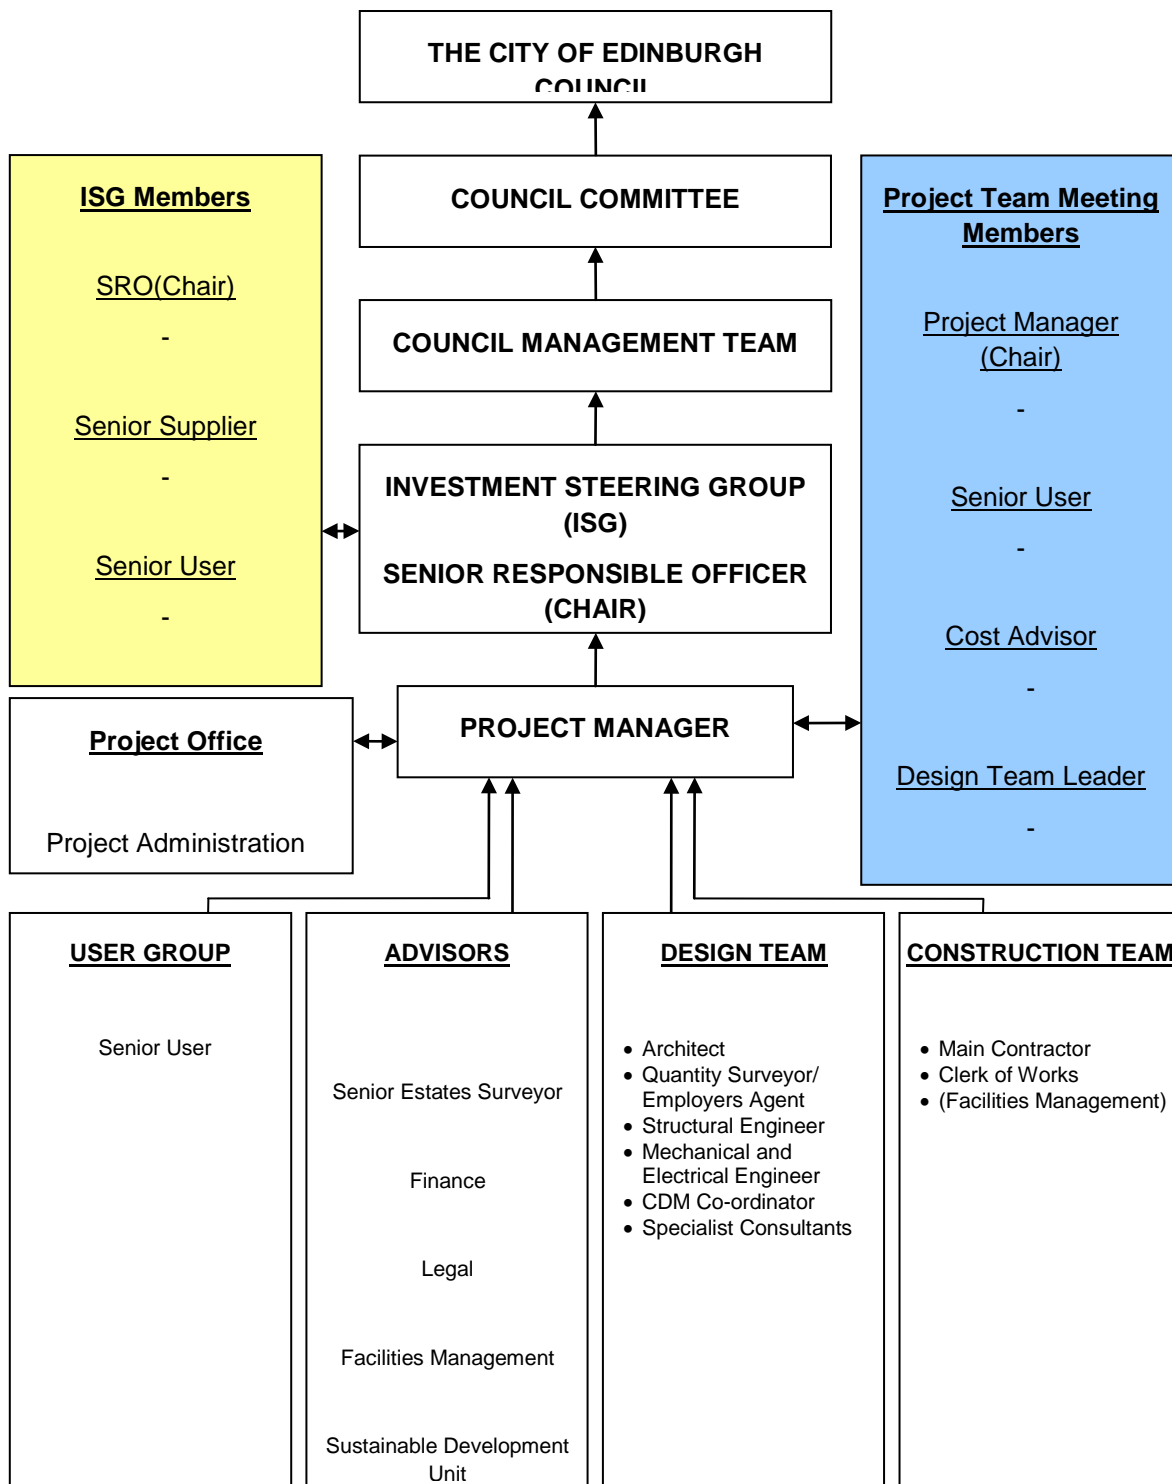 THE CITY OF EDINBURGH
COUNCIL
ISG Members
SRO(Chair)
-
Senior Supplier
-
Senior User
-
COUNCIL COMMITTEE
COUNCIL MANAGEMENT TEAM
INVESTMENT STEERING GROUP
(ISG)
SENIOR RESPONSIBLE OFFICER
(CHAIR)
Project Team Meeting
Members
Project Manager
(Chair)
-
Senior User
-
Cost Advisor
-
Design Team Leader
-
Project Office
Project Administration
PROJECT MANAGER
USER GROUP
Senior User
ADVISORS
Senior Estates Surveyor
Finance
Legal
Facilities Management
Sustainable Development
Unit
DESIGN TEAM
• Architect
• Quantity Surveyor/
Employers Agent
• Structural Engineer
• Mechanical and
Electrical Engineer
• CDM Co-ordinator
• Specialist Consultants
CONSTRUCTION TEAM
• Main Contractor
• Clerk of Works
• (Facilities Management)